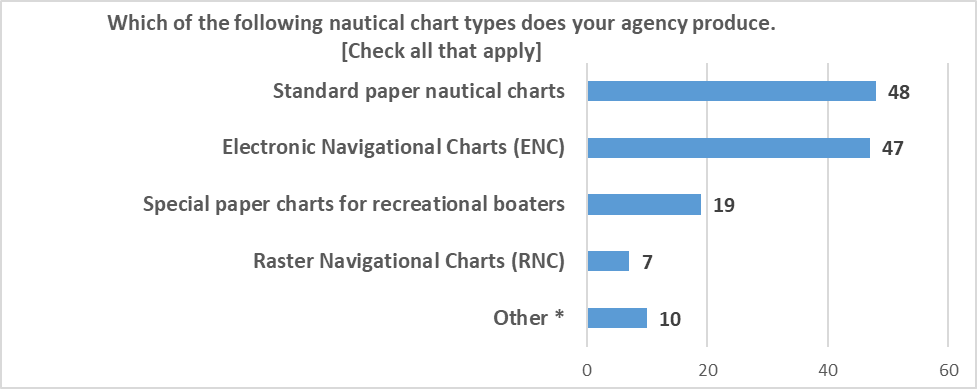 Which of the following nautical chart types does your agency produce.
[Check all that apply]
Standard paper nautical charts 48
Electronic Navigational Charts (ENC) 47
Special paper charts for recreational boaters 19
Raster Navigational Charts (RNC) 7
Other * 10
0 20 40 60